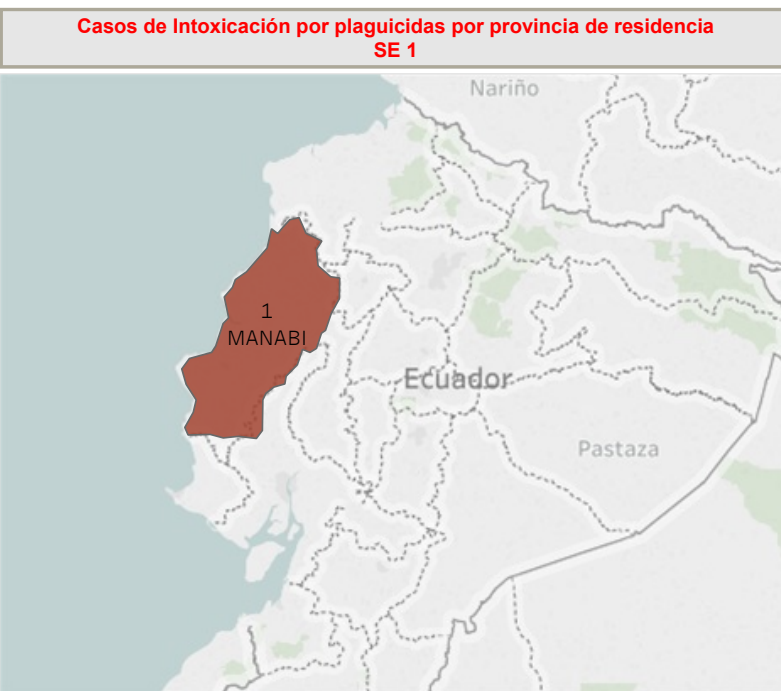 Casos de Intoxicación por plaguicidas por provincia de residencia
SE 1
Nariño
1
MANABI
Ecuador
Pastaza